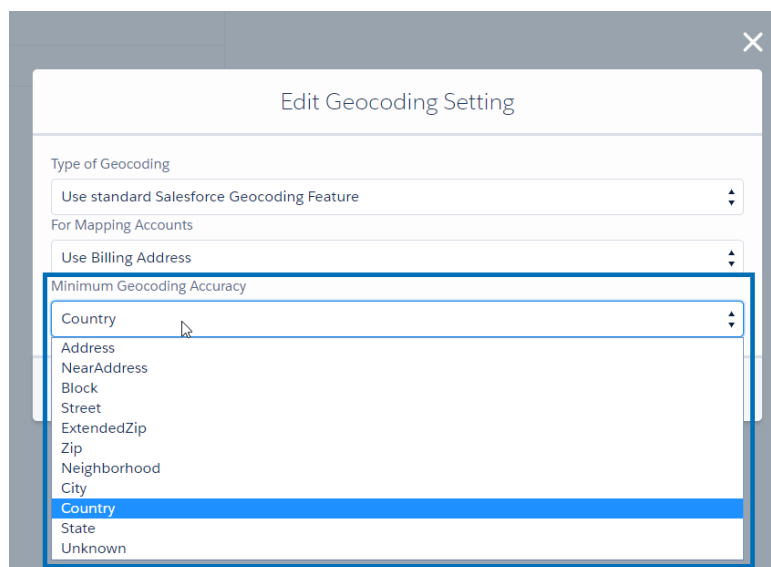 Edit Geocoding Setting
Type of Geocoding
Use standard Salesforce Geocoding Feature
For Mapping Accounts
Use Billing Address
Minimum Geocoding Accuracy
Country
Address
NearAddress
Block
Street
ExtendedZip
Zip
Neighborhood
City
Country
State
Unknown